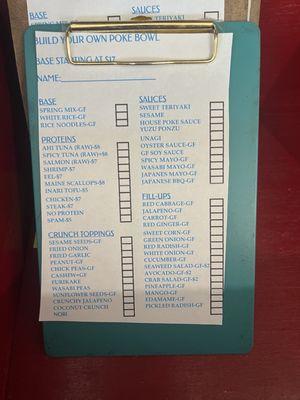 SAUCES
SPRING MIX-GF
SWEET TERIYAKI
BUILD YOUR OWN POKE BOWL
BASE STARTING AT $17
NAME:
BASE
SPRING MIX-GF
WHITE RICE-GF
RICE NOODLES-GF
PROTEINS
AHI TUNA (RAW)-$8
SPICY TUNA (RAW)-$8
SALMON (RAW)-$7
SHRIMP-$7
EEL-$7
MAINE SCALLOPS-$8
INARI TOFU-$5
CHICKEN-$7
STEAK-$7
NO PROTEIN
SPAM-$5
CRUNCH TOPPINGS
SESAME SEEDS-GF
FRIED ONION
FRIED GARLIC
PEANUT-GF
CHICK PEAS-GF
CASHEW-GF
FURIKAKE
WASABI PEAS
SUNFLOWER SEEDS-GF
CRUNCHY JALAPENO
COCONUT CRUNCH
NORI
SAUCES
SWEET TERIYAKI
SESAME
HOUSE POKE SAUCE
YUZU PONZU
UNAGI
OYSTER SAUCE-GF
GF SOY SAUCE
SPICY MAYO-GF
WASABI MAYO-GF
JAPANES MAYO-GF
JAPANESE BBQ-GF
FILL-UPS
RED CABBAGE-GF
JALAPENO-GF
CARROT-GF
RED GINGER-GF
SWEET CORN-GF
GREEN ONION-GF
RED RADISH-GF
WHITE ONION-GF
CUCUMBER-GF
SEAWEED SALAD-GF-$2
AVOCADO-GF-$2
CRAB SALAD-GF-$2
PINEAPPLE-GF
MANGO-GF
EDAMAME-GF
PICKLED RADISH-GF